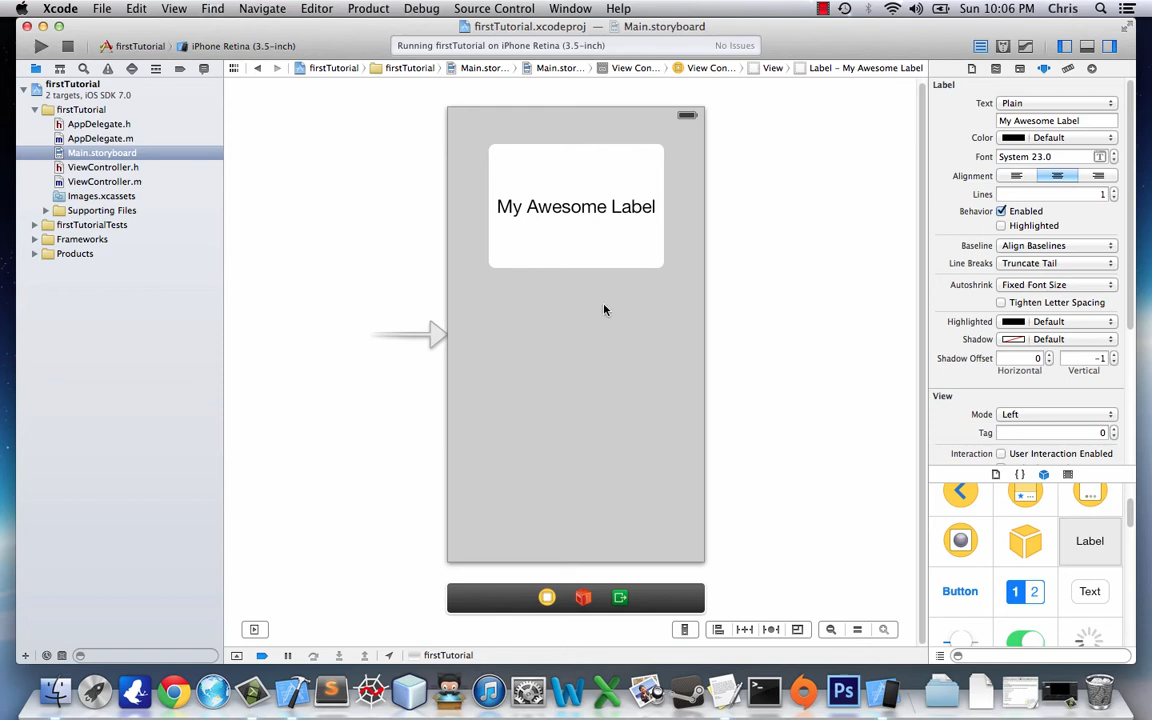 Xcode File Edit View Find Navigate Editor Product Debug Source Control Window Help Sun 10:06 PM Chris
firstTutorial.xcodeproj — Main.storyboard
firstTutorial iPhone Retina (3.5-inch) Running firstTutorial on iPhone Retina (3.5-inch) No Issues
firstTutorial firstTutorial Main.stor... Main.stor... View Con... View Con... View Label – My Awesome Label
firstTutorial
2 targets, iOS SDK 7.0
firstTutorial
AppDelegate.h
AppDelegate.m
Main.storyboard
ViewController.h
ViewController.m
Images.xcassets
Supporting Files
firstTutorialTests
Frameworks
Products
My Awesome Label
Label
Text Plain
My Awesome Label
Color Default
Font System 23.0 T
Alignment
Lines 1
Behavior Enabled
Highlighted
Baseline Align Baselines
Line Breaks Truncate Tail
Autoshrink Fixed Font Size
Tighten Letter Spacing
Highlighted Default
Shadow Default
Shadow Offset 0 -1
Horizontal Vertical
View
Mode Left
Tag 0
Interaction User Interaction Enabled
Label
Button 1 2 Text
firstTutorial
Ps